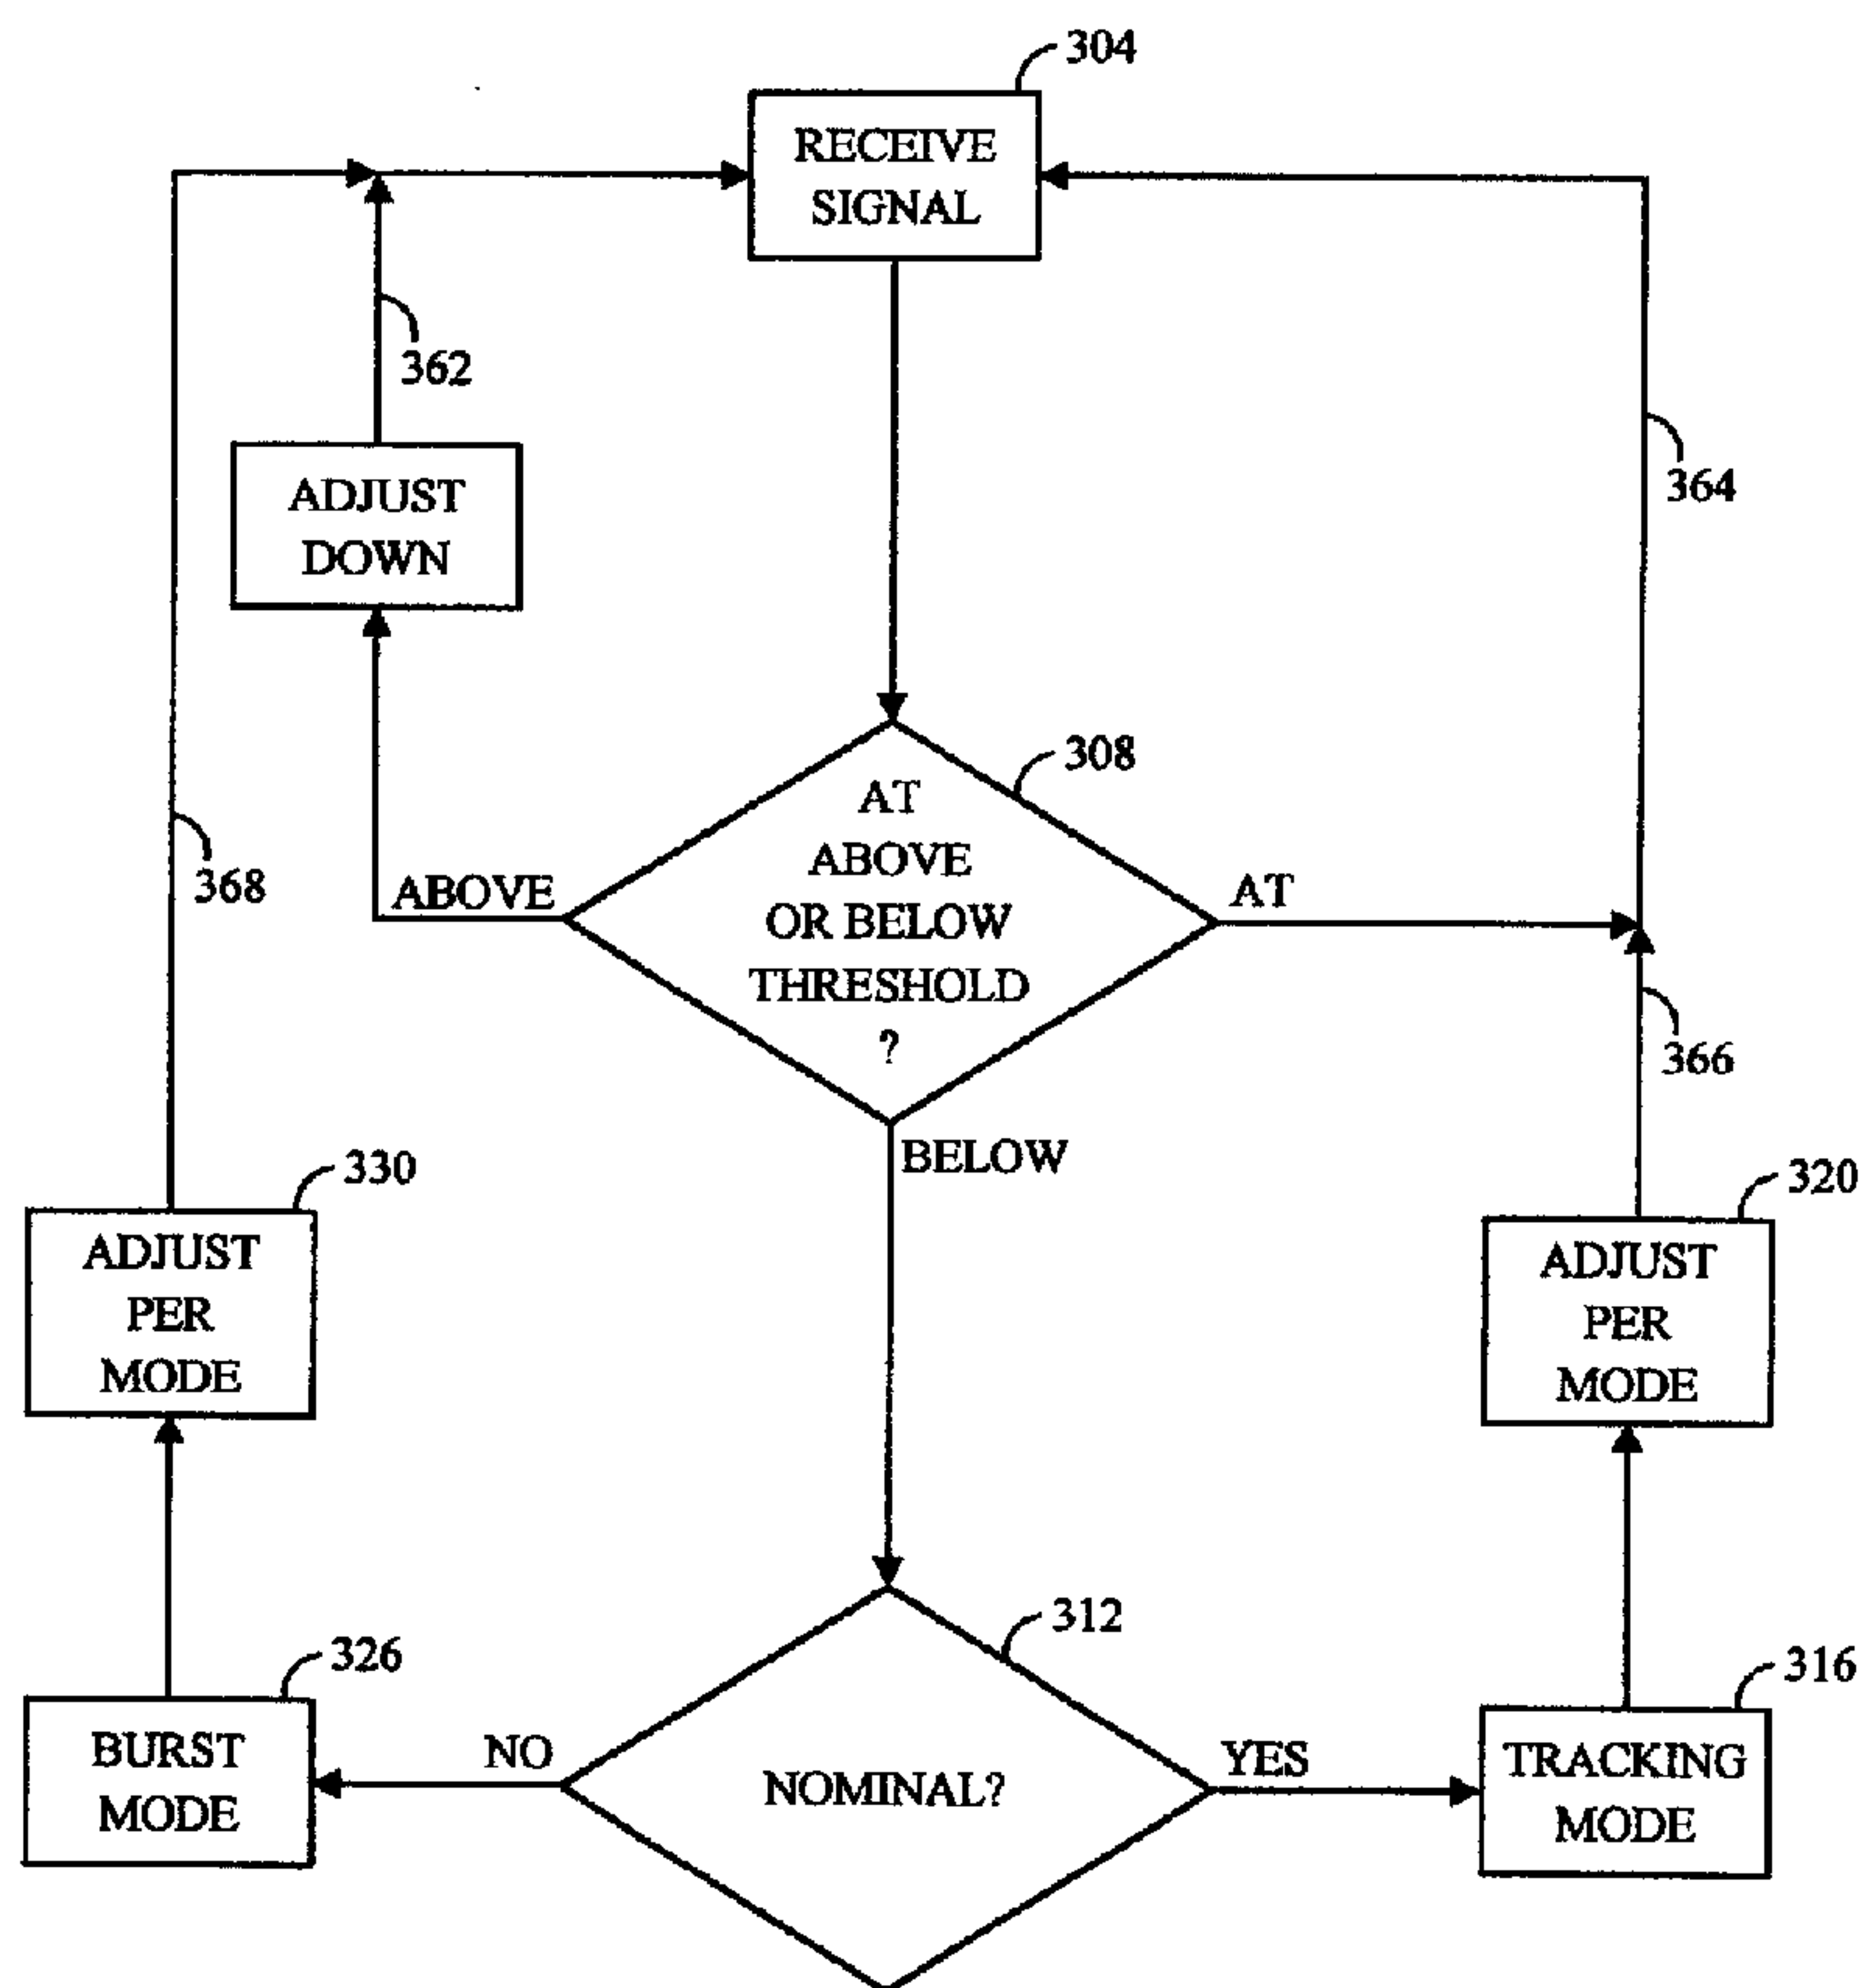 304
RECEIVE
SIGNAL
362
364
ADJUST
DOWN
308
AT
ABOVE
OR BELOW
THRESHOLD
?
ABOVE
AT
368
366
BELOW
330
ADJUST
PER
MODE
320
ADJUST
PER
MODE
312
326
BURST
MODE
NO
NOMINAL?
YES
316
TRACKING
MODE